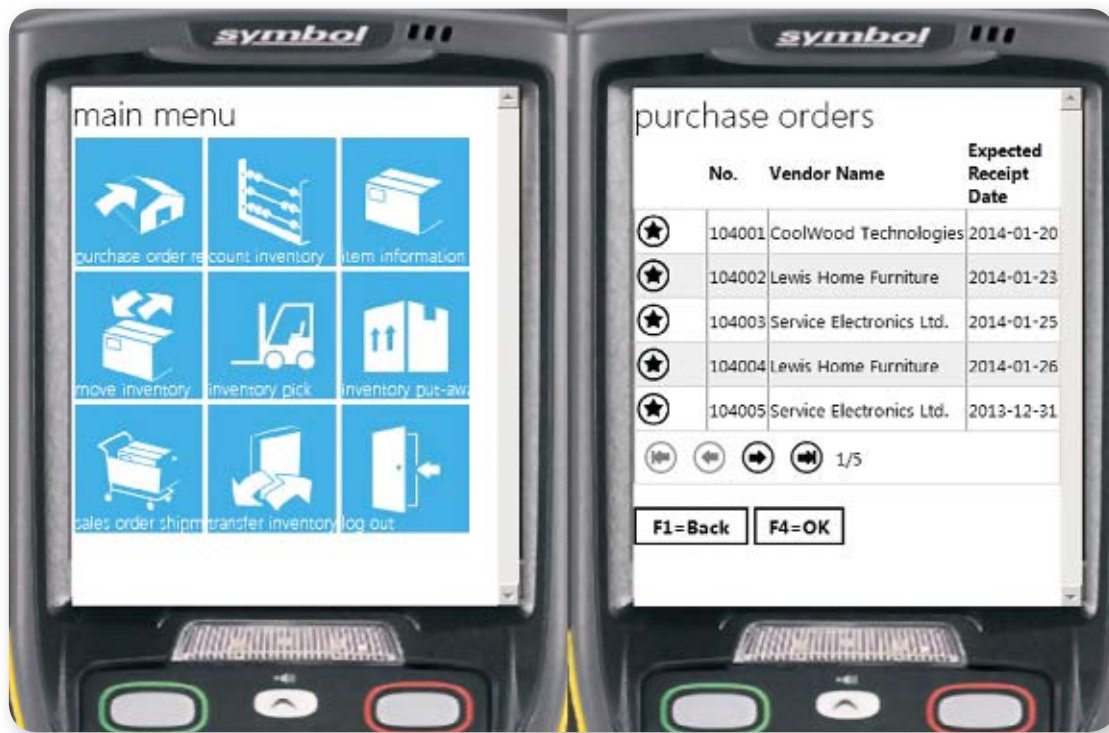 symbol
main menu
purchase order re
count inventory
item information
move inventory
inventory pick
inventory put-aw
sales order shipm
transfer inventory
log out
symbol
purchase orders
No. Vendor Name Expected Receipt Date
104001 CoolWood Technologies 2014-01-20
104002 Lewis Home Furniture 2014-01-23
104003 Service Electronics Ltd. 2014-01-25
104004 Lewis Home Furniture 2014-01-26
104005 Service Electronics Ltd. 2013-12-31
1/5
F1=Back F4=OK